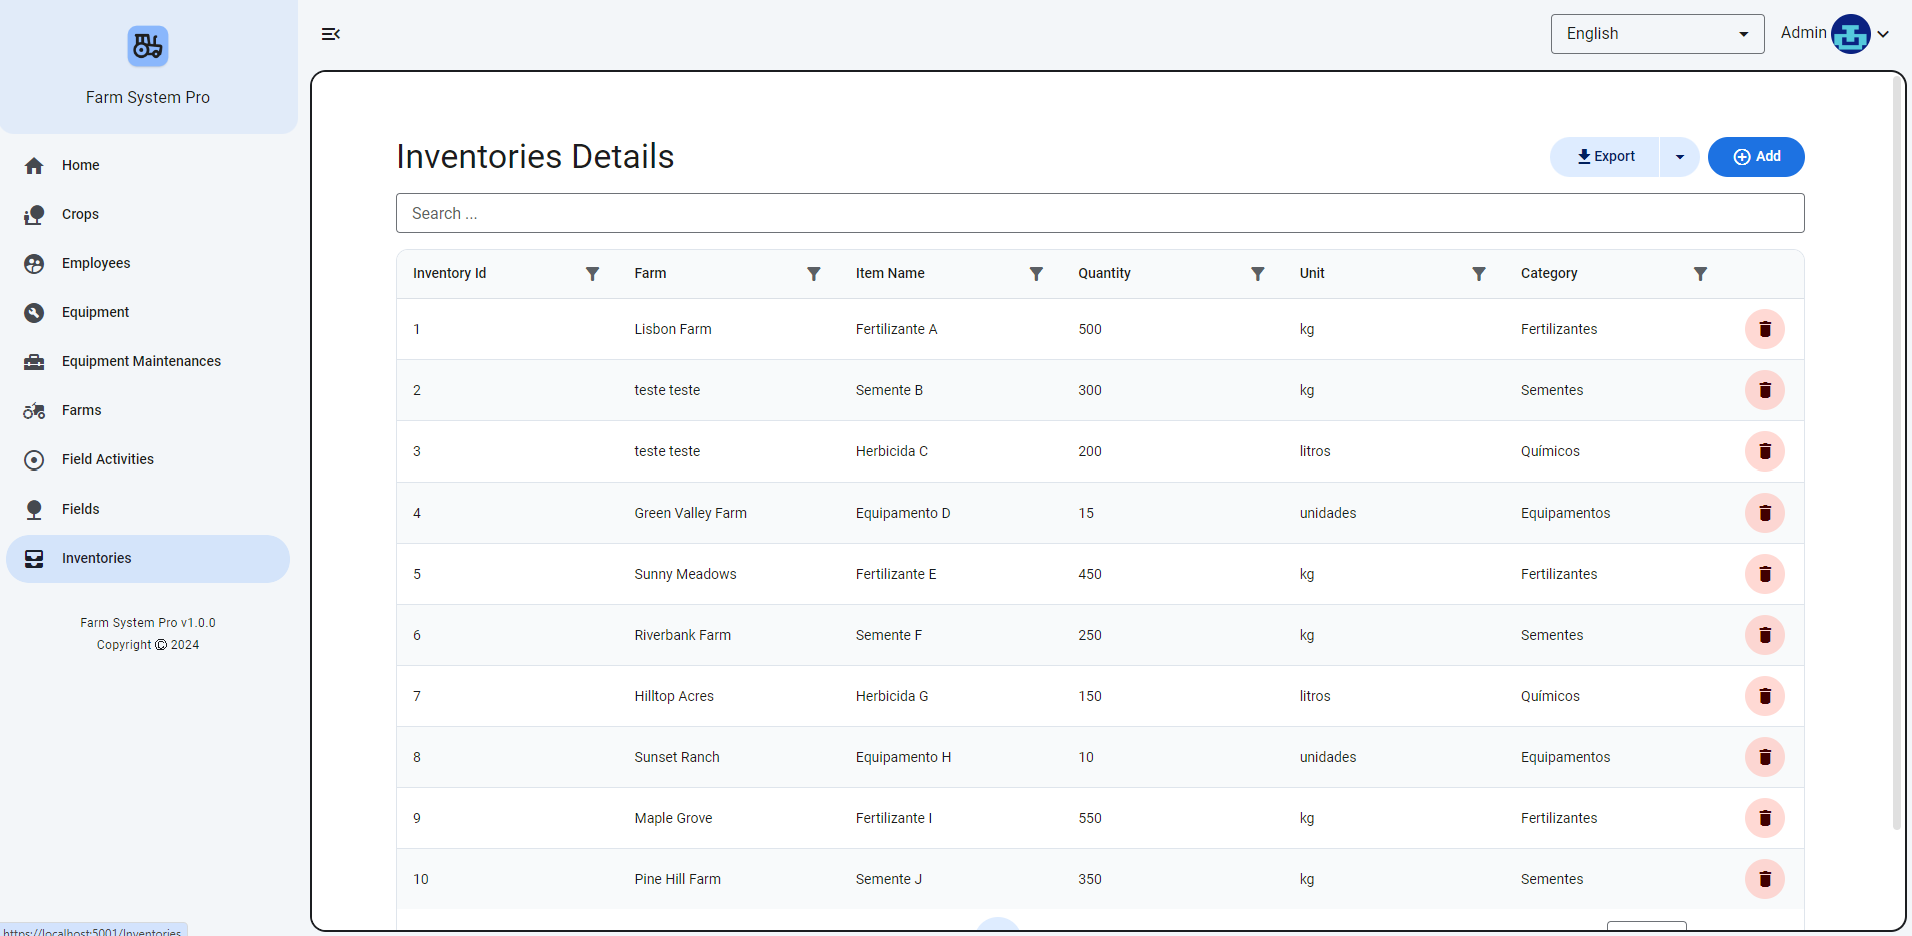 Farm System Pro
Home
Crops
Employees
Equipment
Equipment Maintenances
Farms
Field Activities
Fields
Inventories
Farm System Pro v1.0.0
Copyright © 2024
https://localhost:5001/Inventories
English
Admin
Inventories Details
Export
Add
Search ...
Inventory Id Farm Item Name Quantity Unit Category
1 Lisbon Farm Fertilizante A 500 kg Fertilizantes
2 teste teste Semente B 300 kg Sementes
3 teste teste Herbicida C 200 litros Químicos
4 Green Valley Farm Equipamento D 15 unidades Equipamentos
5 Sunny Meadows Fertilizante E 450 kg Fertilizantes
6 Riverbank Farm Semente F 250 kg Sementes
7 Hilltop Acres Herbicida G 150 litros Químicos
8 Sunset Ranch Equipamento H 10 unidades Equipamentos
9 Maple Grove Fertilizante I 550 kg Fertilizantes
10 Pine Hill Farm Semente J 350 kg Sementes